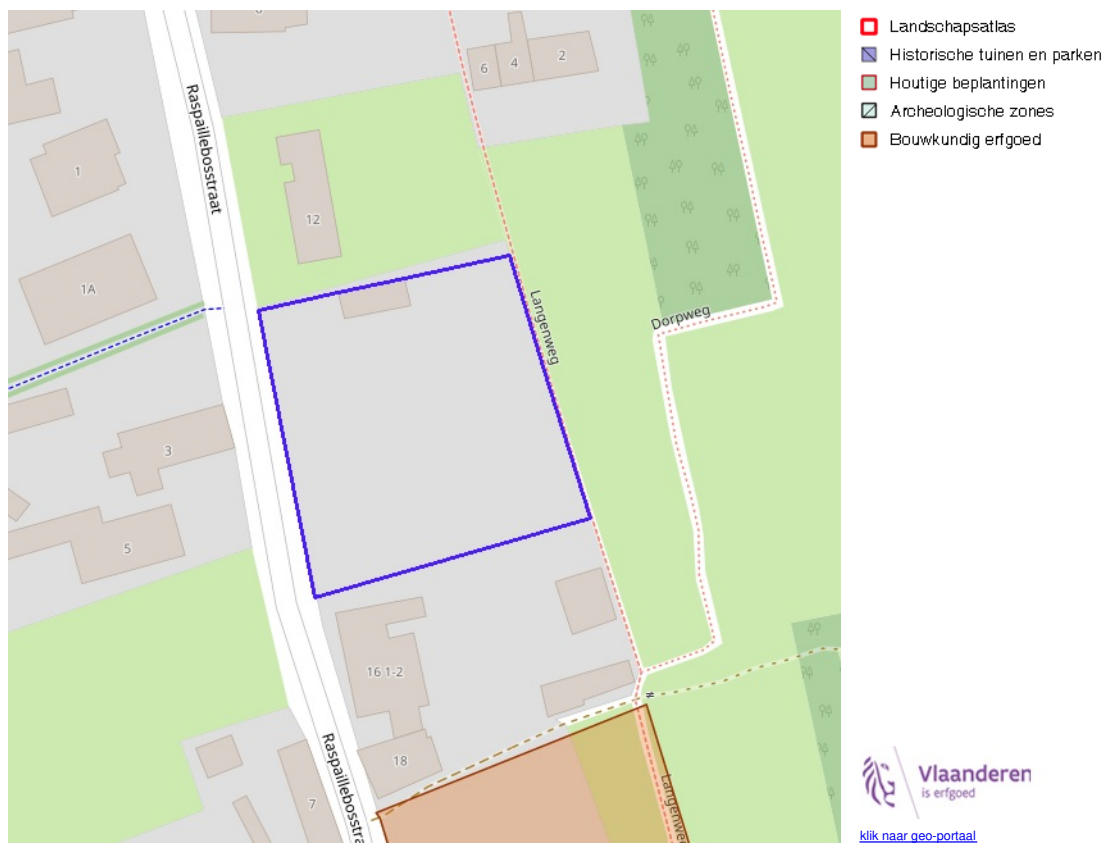 Landschapsatlas
Historische tuinen en parken
Houtige beplantingen
Archeologische zones
Bouwkundig erfgoed
6
4
2
Raspaillebosstraat
1
12
1A
Langenweg
Dorpweg
3
5
16 1-2
18
7
Raspaillebosstra
Langenweg
Vlaanderen
is erfgoed
klik naar geo-portaal